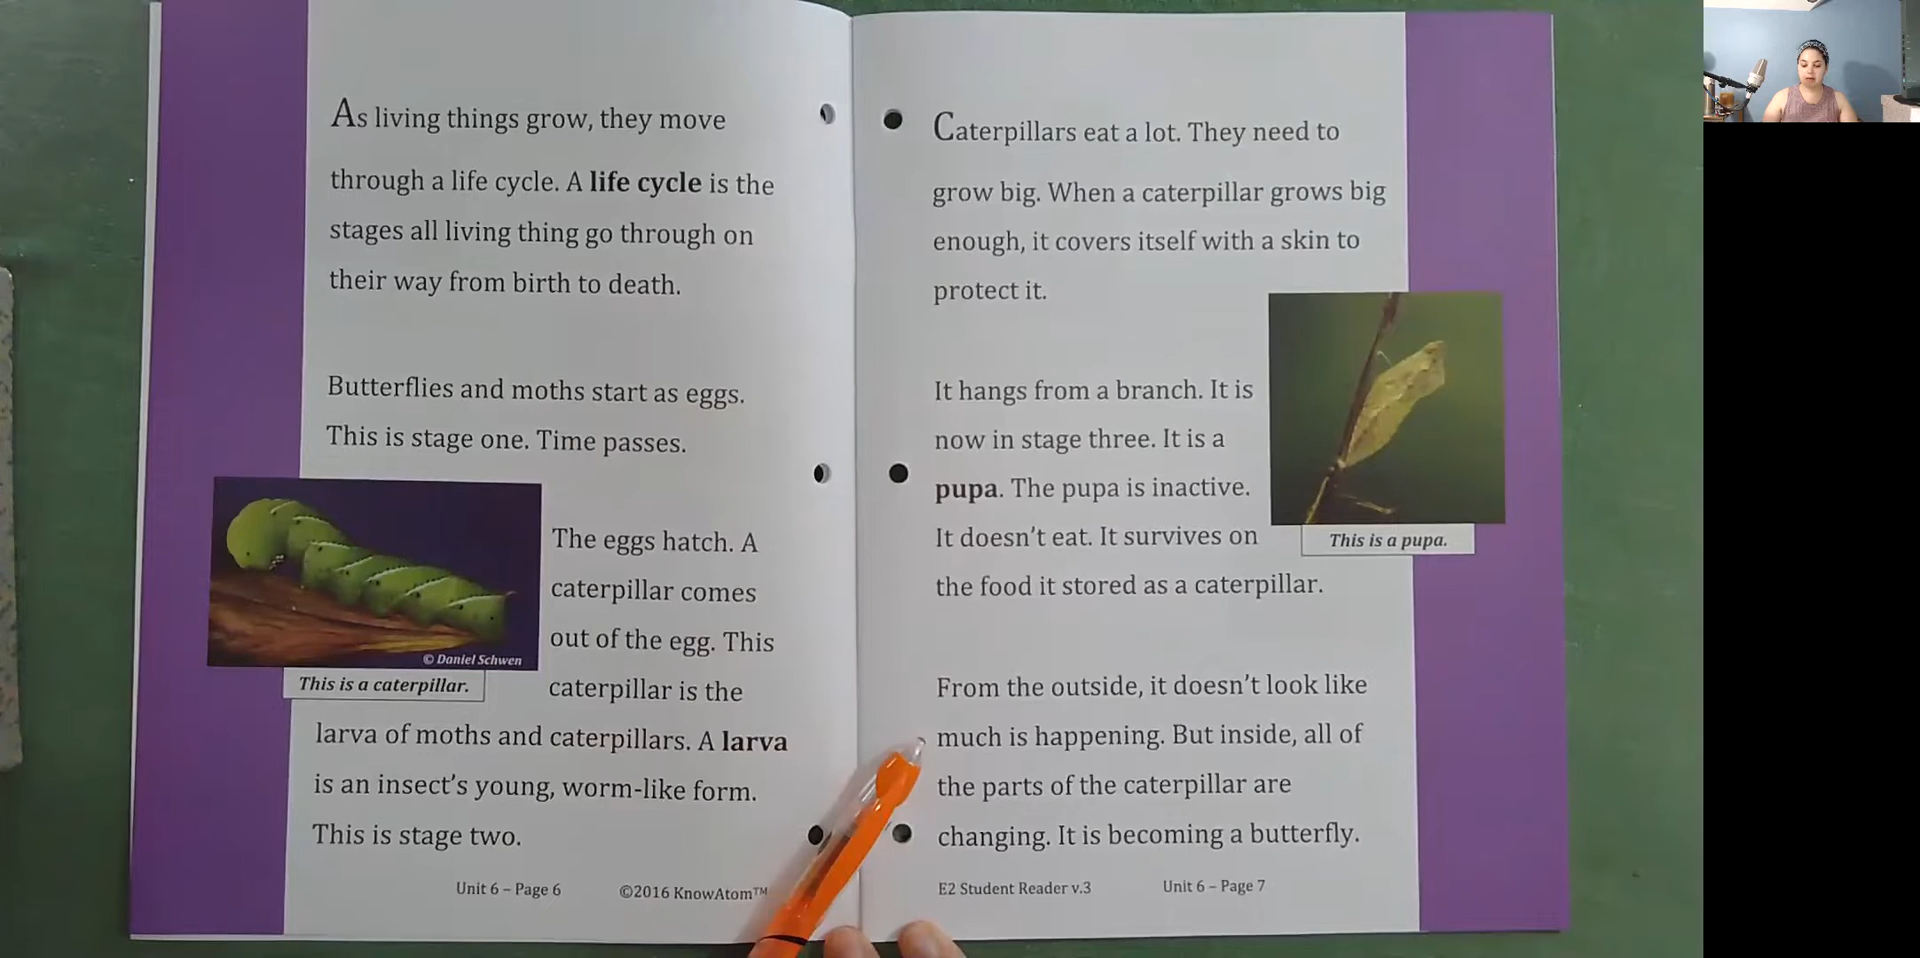 As living things grow, they move
through a life cycle. A life cycle is the
stages all living thing go through on
their way from birth to death.
Butterflies and moths start as eggs.
This is stage one. Time passes.
The eggs hatch. A
caterpillar comes
out of the egg. This
caterpillar is the
larva of moths and caterpillars. A larva
is an insect's young, worm-like form.
This is stage two.
© Daniel Schwen
This is a caterpillar.
Unit 6 – Page 6
©2016 KnowAtom™
Caterpillars eat a lot. They need to
grow big. When a caterpillar grows big
enough, it covers itself with a skin to
protect it.
It hangs from a branch. It is
now in stage three. It is a
pupa. The pupa is inactive.
It doesn't eat. It survives on
the food it stored as a caterpillar.
This is a pupa.
From the outside, it doesn't look like
much is happening. But inside, all of
the parts of the caterpillar are
changing. It is becoming a butterfly.
E2 Student Reader v.3
Unit 6 – Page 7